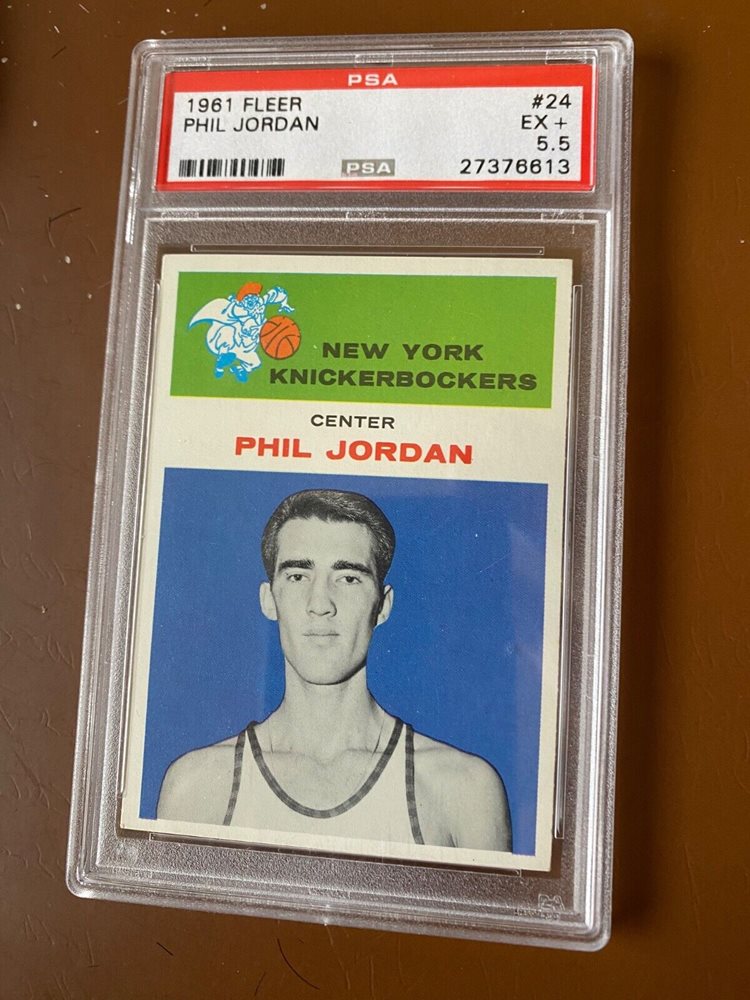 PSA
1961 FLEER #24
PHIL JORDAN EX +
5.5
PSA 27376613
NEW YORK
KNICKERBOCKERS
CENTER
PHIL JORDAN